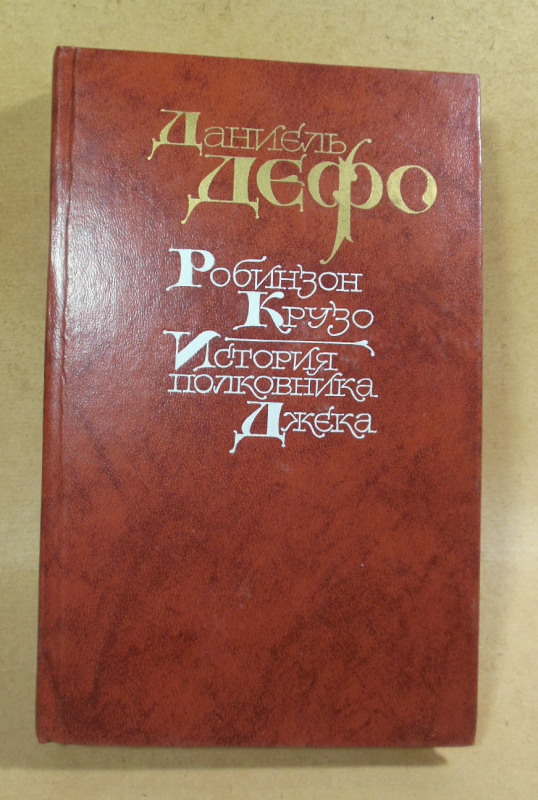 Даниель
Дефо
Робинзон
Крузо
История
полковника
Джека